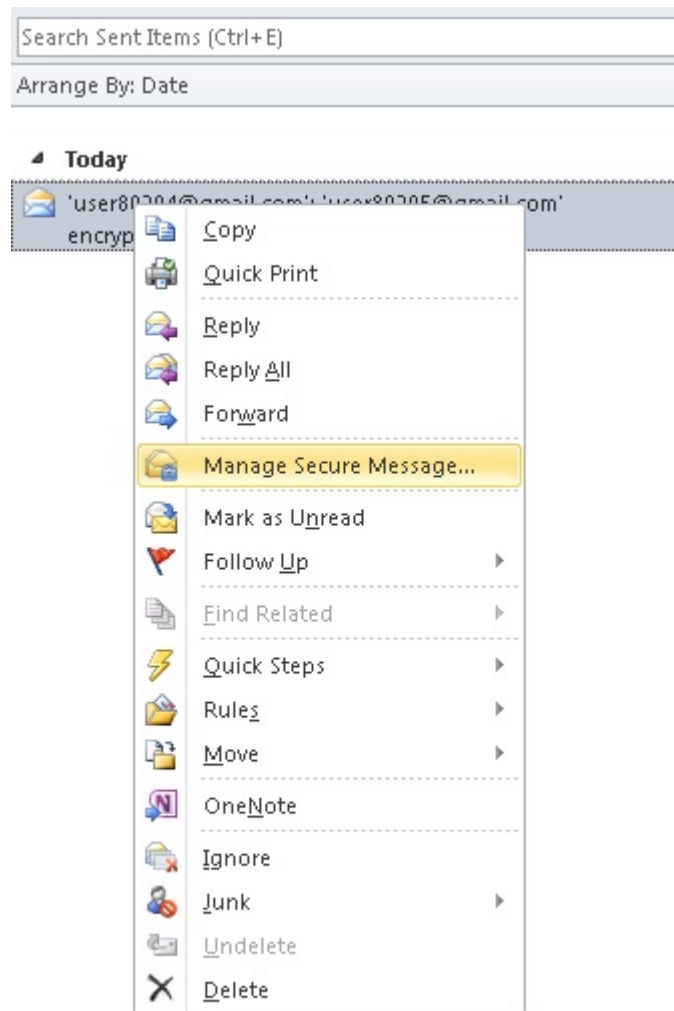 Search Sent Items (Ctrl+E)
Arrange By: Date
Today
'user80204@gmail.com'; 'user80205@gmail.com'
encryp
Copy
Quick Print
Reply
Reply All
Forward
Manage Secure Message...
Mark as Unread
Follow Up
Find Related
Quick Steps
Rules
Move
OneNote
Ignore
Junk
Undelete
Delete